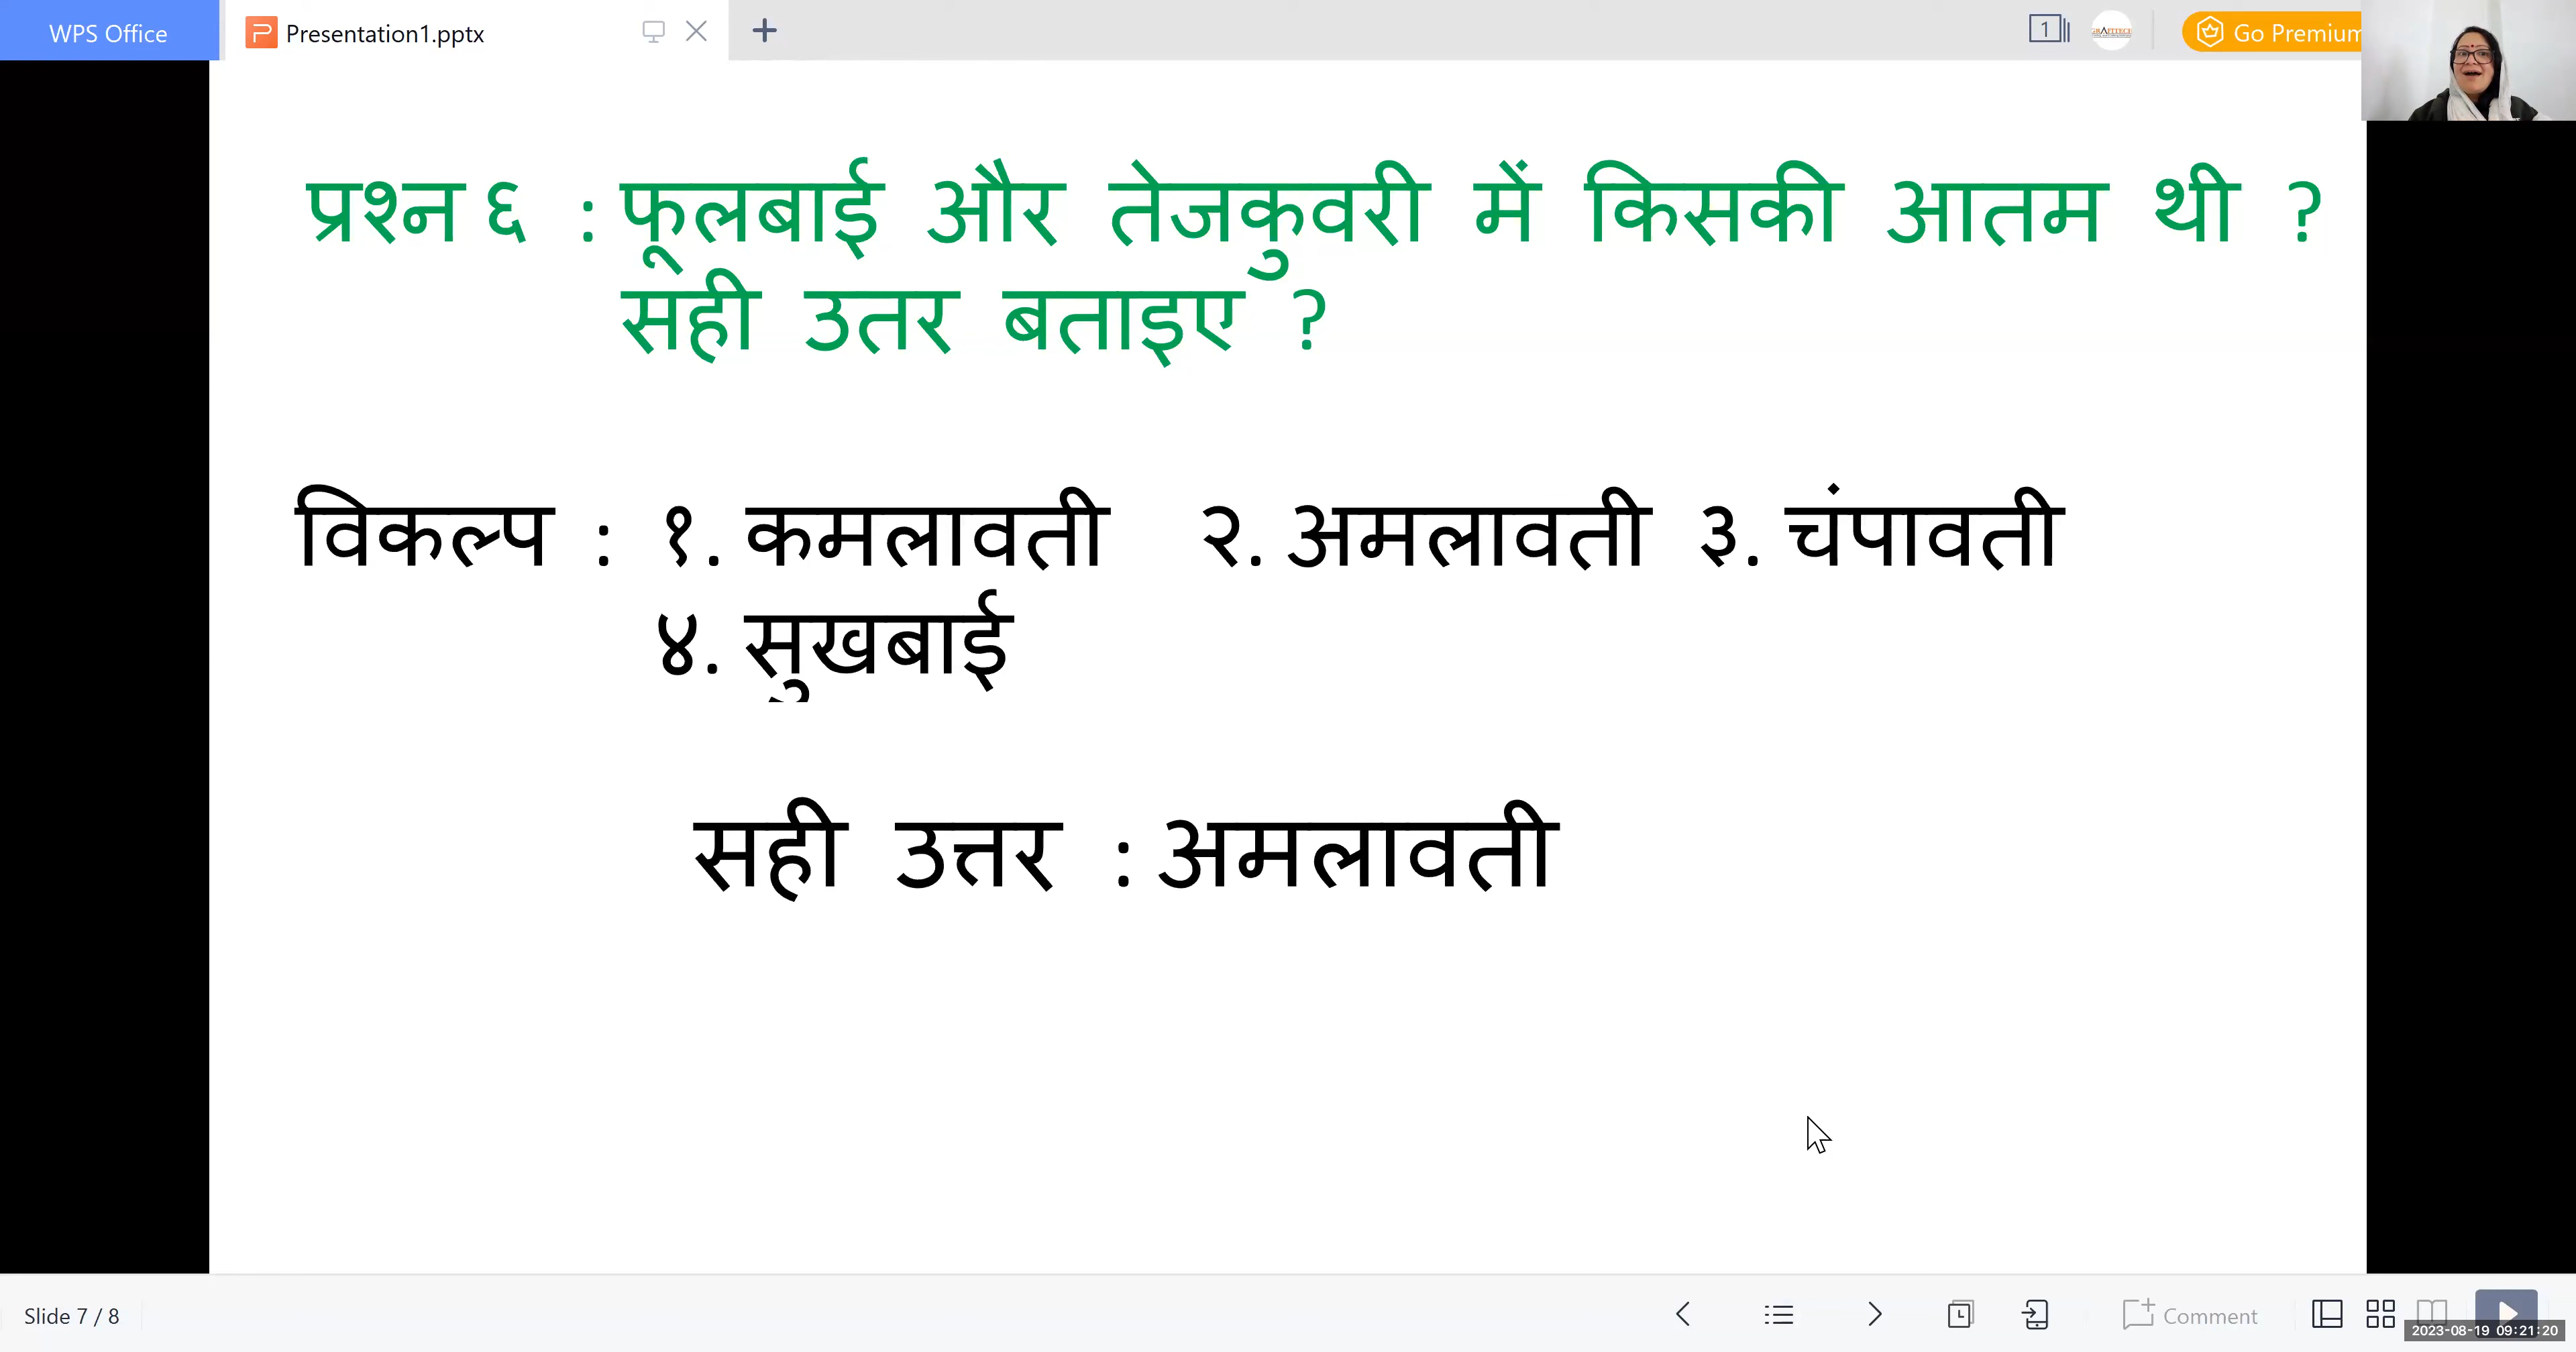 WPS Office
Presentation1.pptx
1
Go Premium
प्रश्न ६ : फूलबाई और तेजकुवरी में किसकी आतम थी ?
सही उतर बताइए ?
विकल्प : १. कमलावती २. अमलावती ३. चंपावती
४. सुखबाई
सही उत्तर : अमलावती
Slide 7 / 8
Comment
2023-08-19 09:21:20